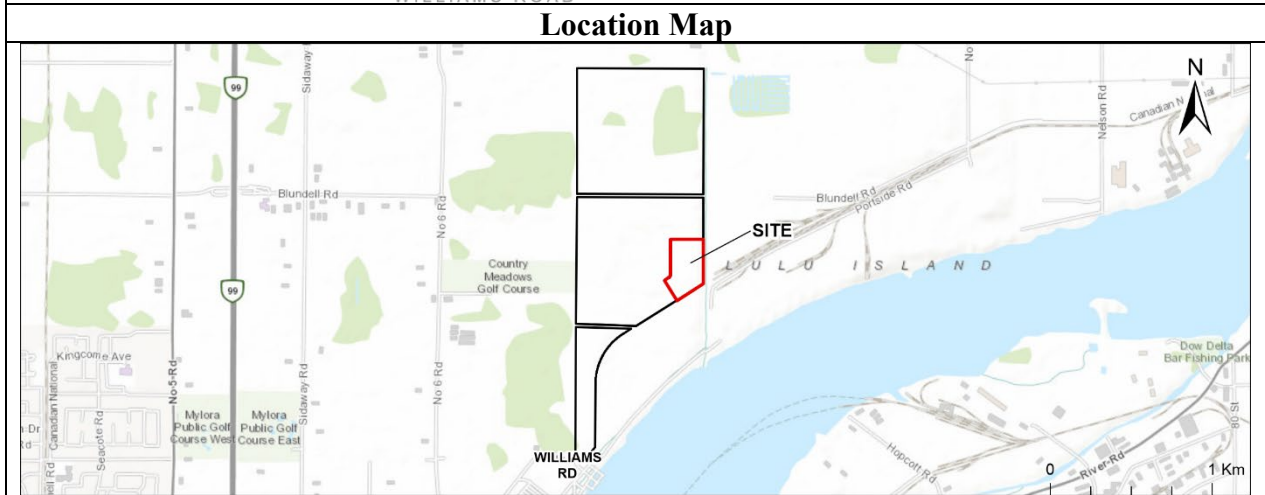 Location Map
N
99
Sidaway Rd
Canadian N
al
Nelson Rd
Blundell Rd
No 6 Rd
Blundell Rd
Portside Rd
SITE
LULU ISLAND
Country
Meadows
Golf Course
99
Kingcome Ave
Canadian National
Seacote Rd
No-5-Rd
Sidaway Rd
No 6 Rd
Mylora
Public Golf
Course West
Mylora
Public Golf
Course East
Dow Delta
Bar Fishing Park
80 St
WILLIAMS
RD
Hopcott Rd
River-Rd
0
1 Km